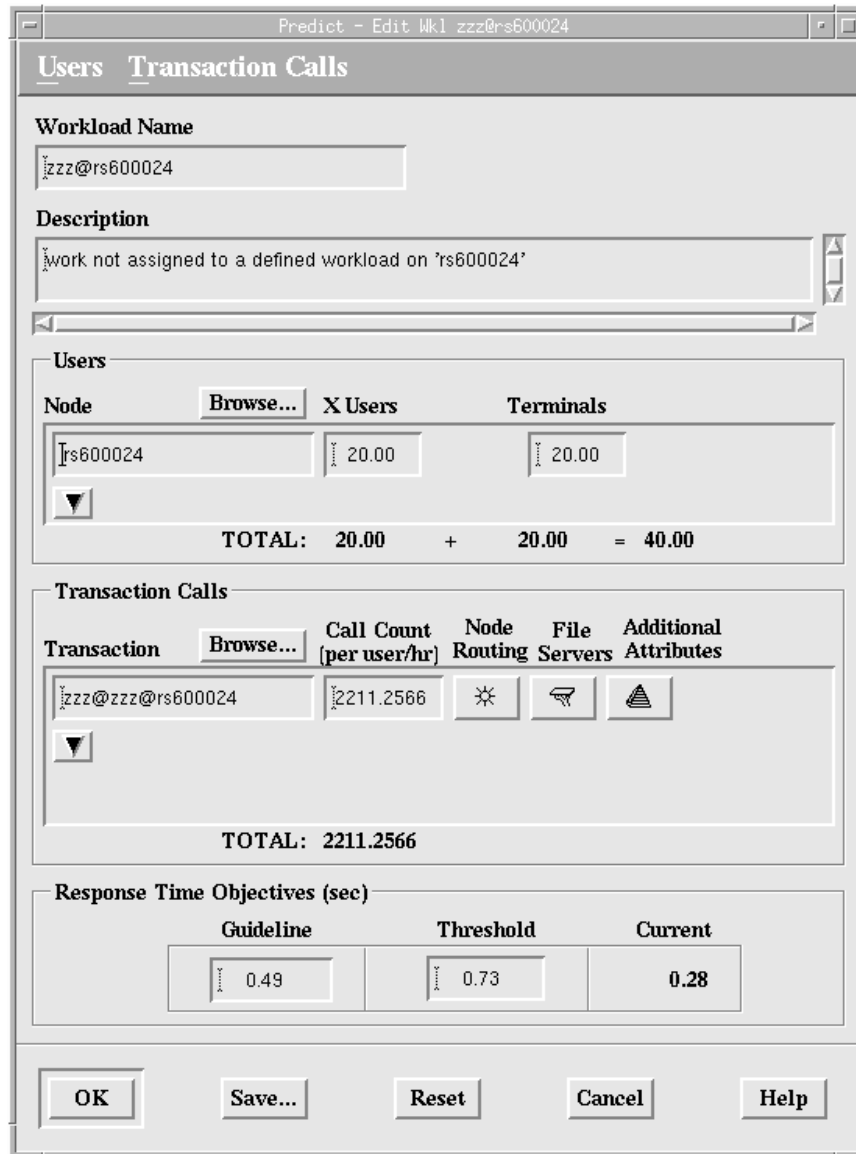 Predict - Edit Wkl zzz@rs600024
Users Transaction Calls
Workload Name
zzz@rs600024
Description
work not assigned to a defined workload on 'rs600024'
Users
Node Browse... X Users Terminals
rs600024 20.00 20.00
TOTAL: 20.00 + 20.00 = 40.00
Transaction Calls
Call Count Node File Additional
Transaction Browse... (per user/hr) Routing Servers Attributes
zzz@zzz@rs600024 2211.2566
TOTAL: 2211.2566
Response Time Objectives (sec)
Guideline Threshold Current
0.49 0.73 0.28
OK Save... Reset Cancel Help